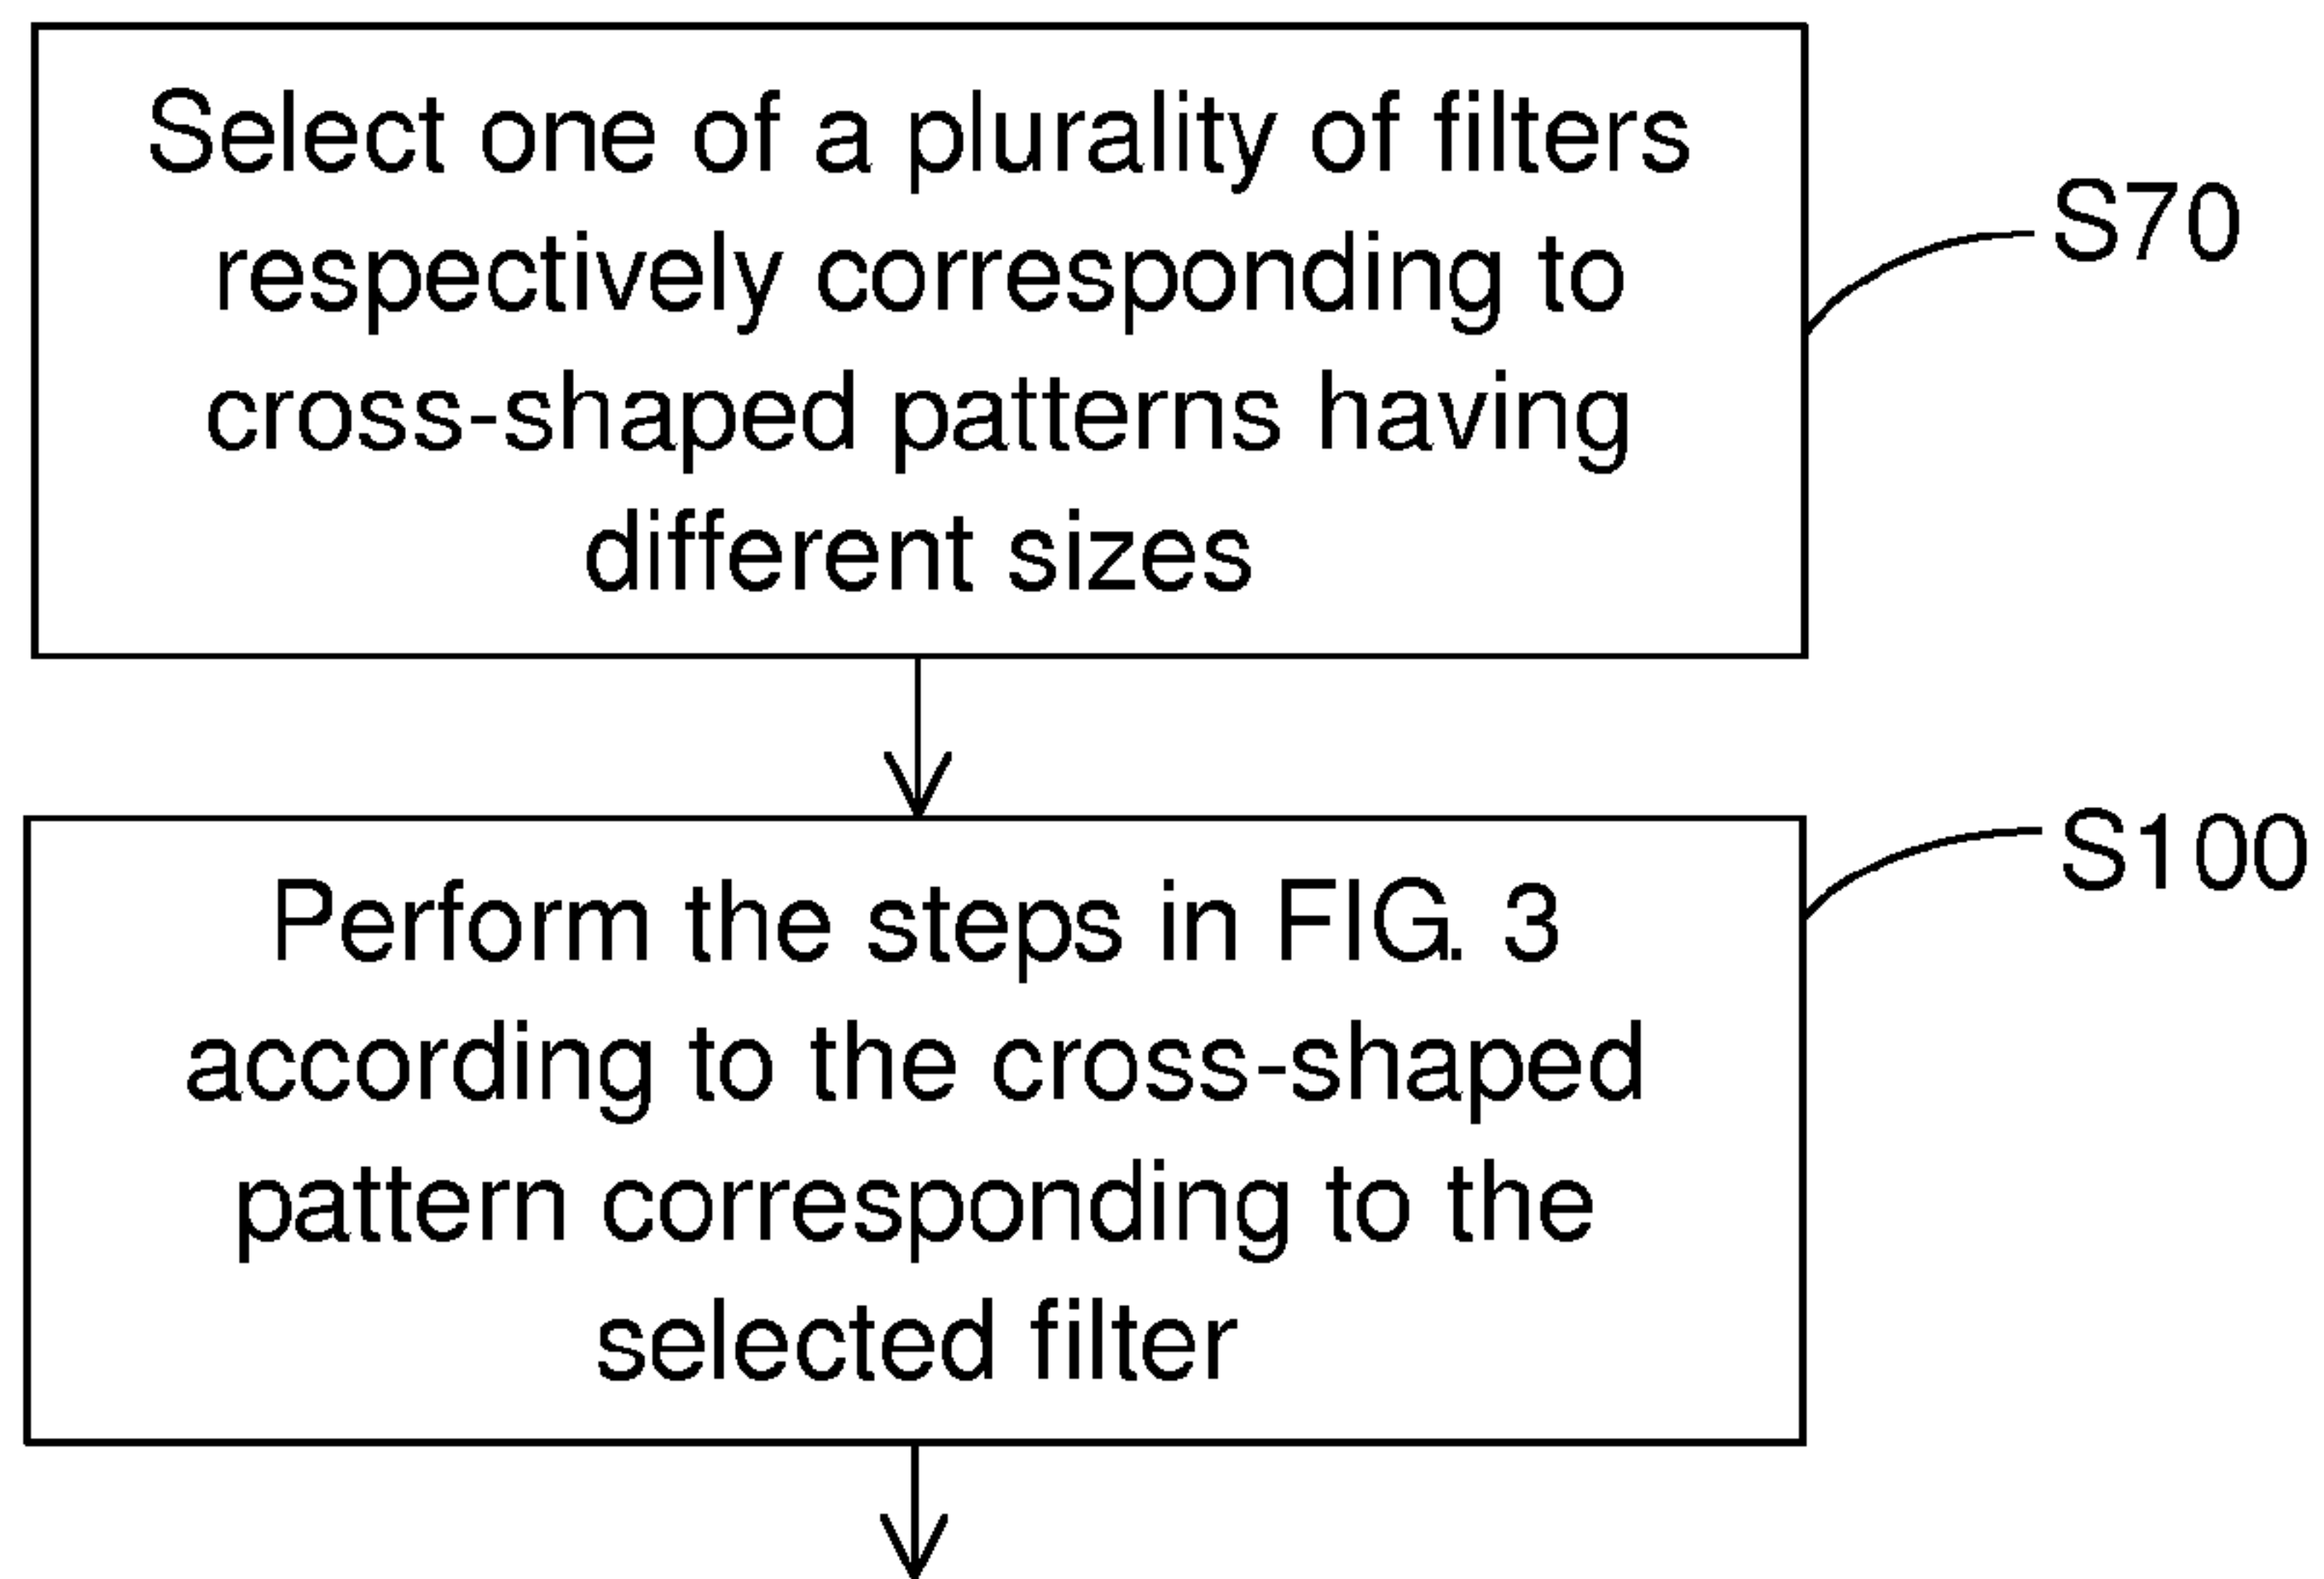 Select one of a plurality of filters
respectively corresponding to
cross-shaped patterns having
different sizes
S70
Perform the steps in FIG. 3
according to the cross-shaped
pattern corresponding to the
selected filter
S100